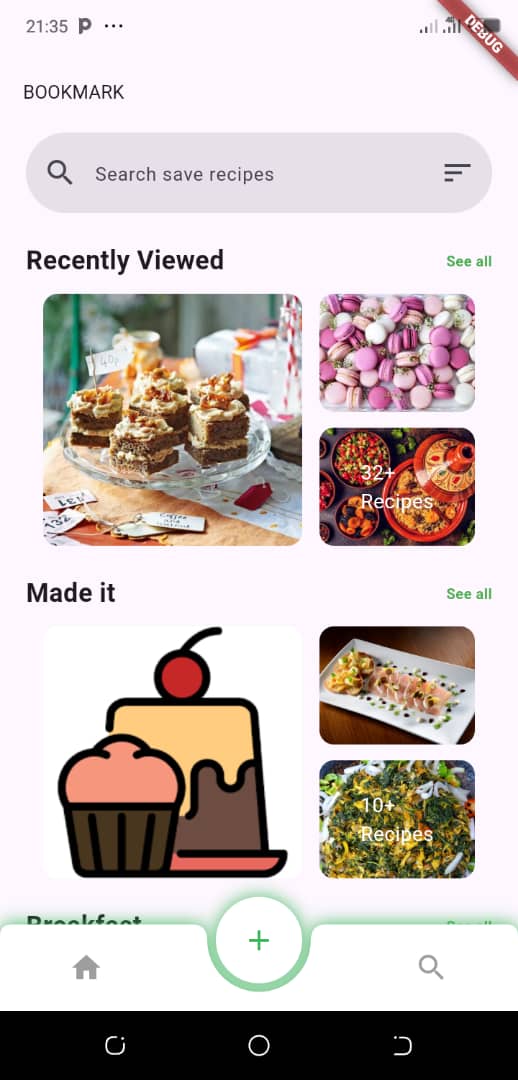 21:35
DEBUG
BOOKMARK
Search save recipes
Recently Viewed
See all
40p
32+
Recipes
Made it
See all
10+
Recipes
Breakfast
See all